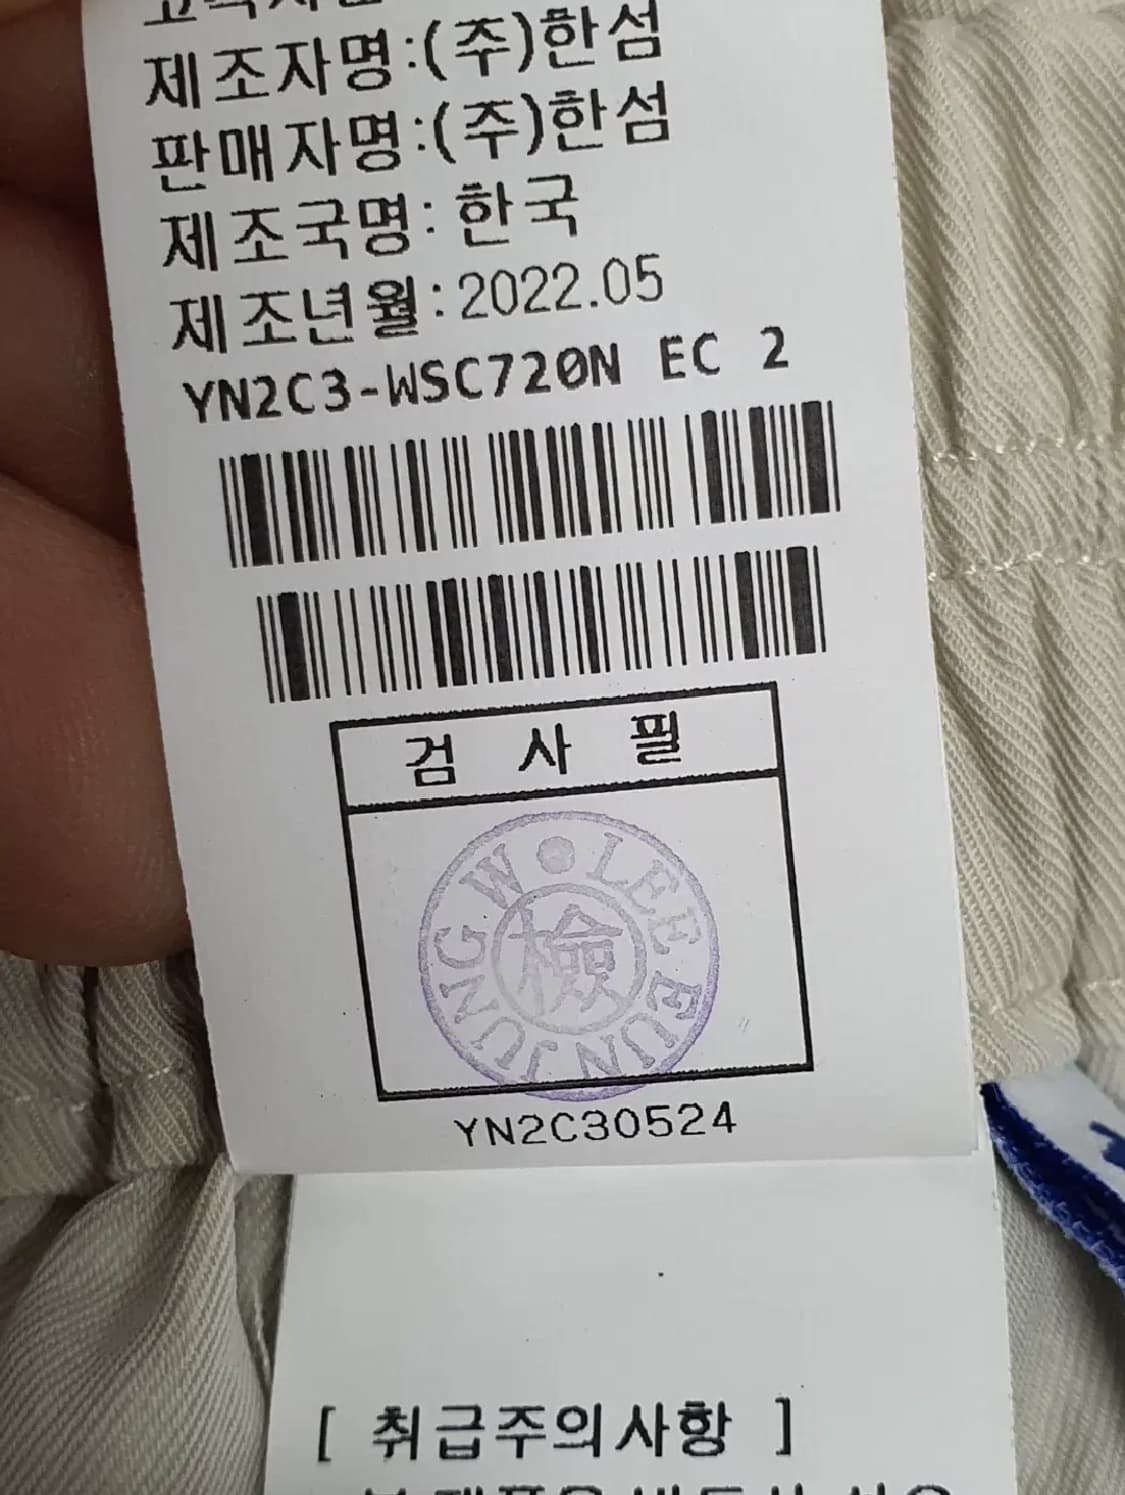 제조자명:(주)한섬
판매자명:(주)한섬
제조국명: 한국
제조년월:2022.05
YN2C3-WSC720N EC 2
검 사 필
LEE EUN JUNG W
檢
YN2C30524
[ 취급주의사항 ]